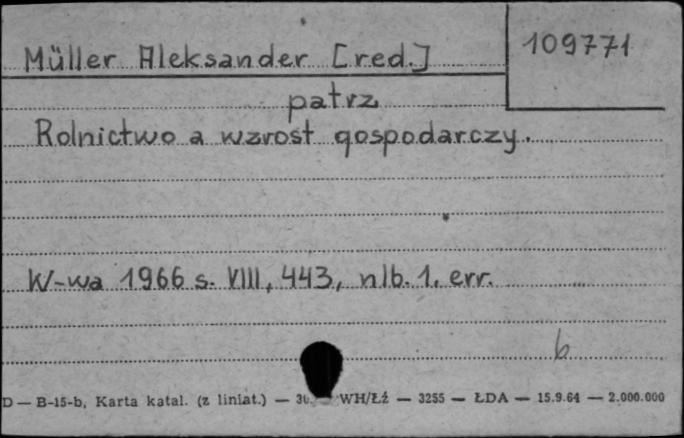 Müller Aleksander [red.]
109771
patrz
Rolnictwo a wzrost gospodarczy.
W-wa 1966 s. VIII, 443, nlb. 1, err.
6
D — B-15-b, Karta katal. (z liniat.) — WH/Łź — 3255 — ŁDA — 15.9.64 — 2.000.000